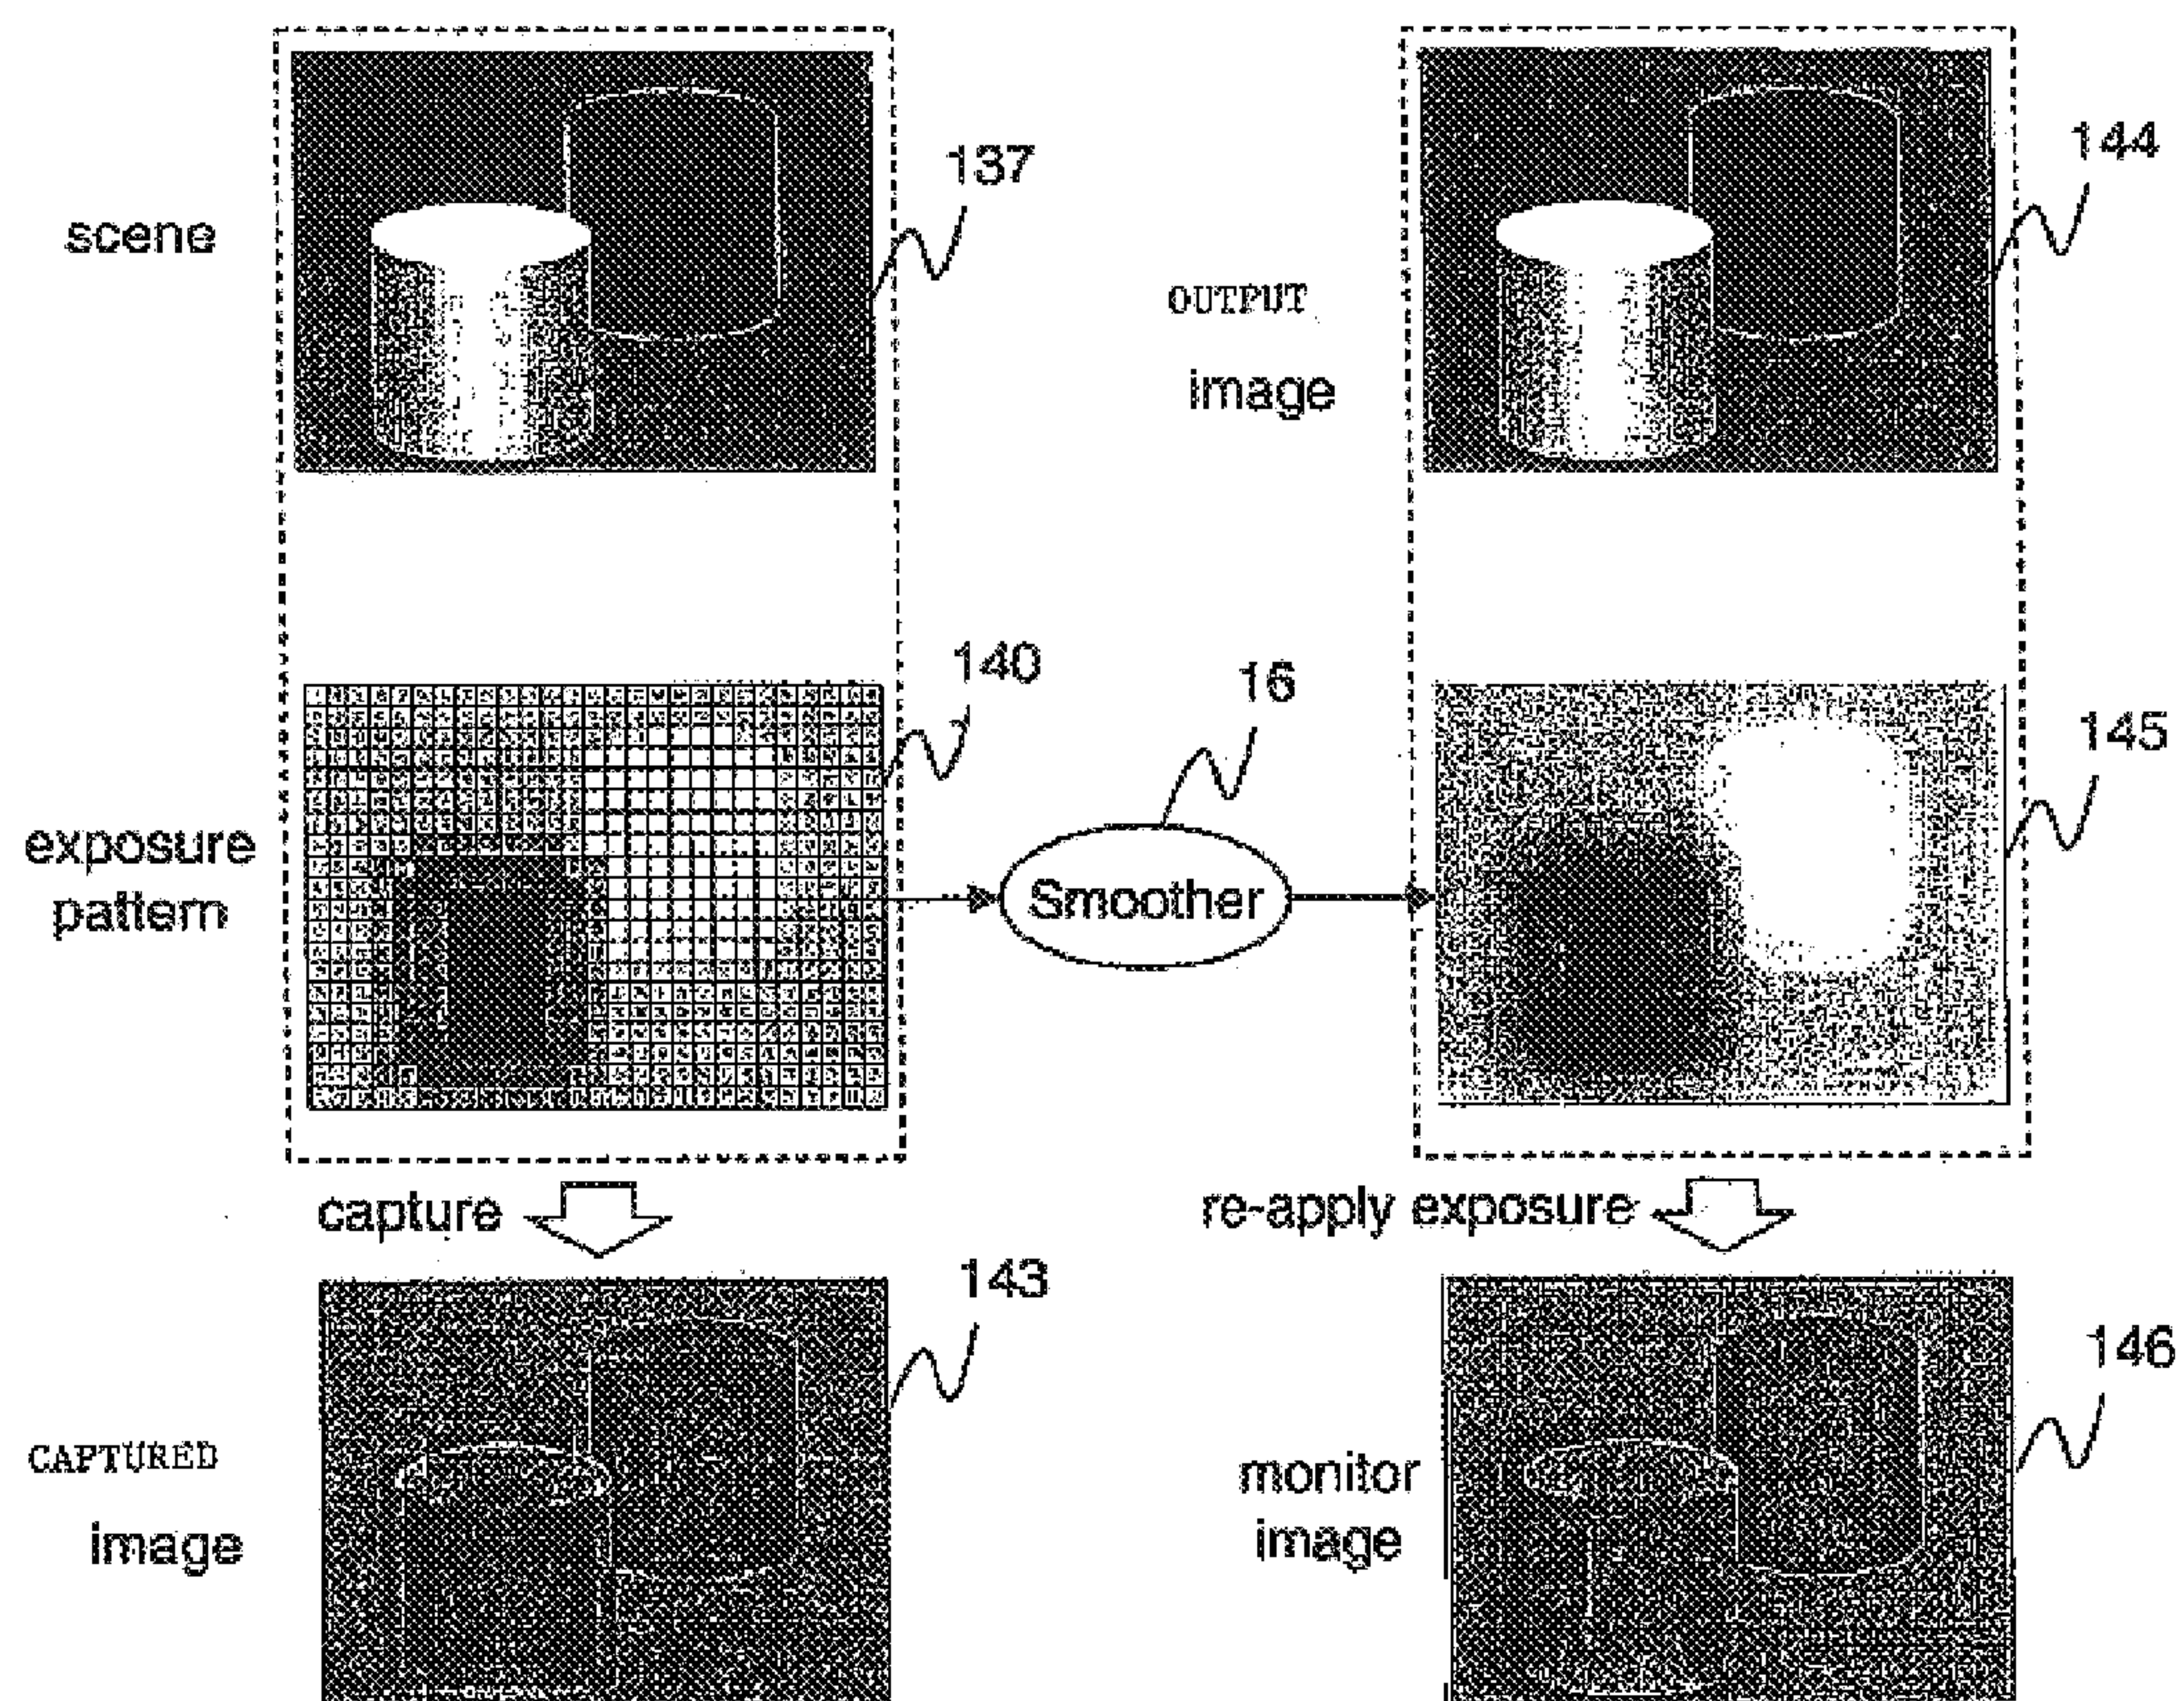 scene
137
OUTPUT
image
144
exposure
pattern
140
16
Smoother
145
capture
re-apply exposure
143
CAPTURED
image
monitor
image
146